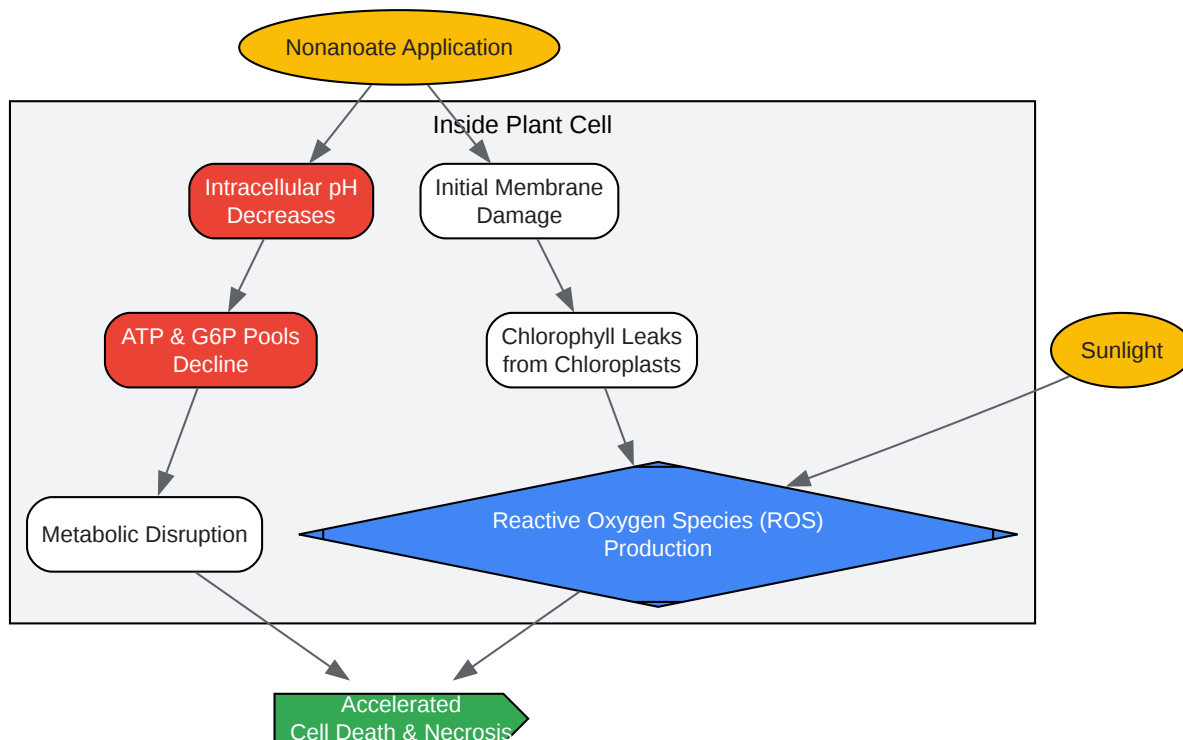 Nonanoate Application
Inside Plant Cell
Intracellular pH
Decreases
Initial Membrane
Damage
ATP & G6P Pools
Decline
Chlorophyll Leaks
from Chloroplasts
Sunlight
Metabolic Disruption
Reactive Oxygen Species (ROS)
Production
Accelerated
Cell Death & Necrosis